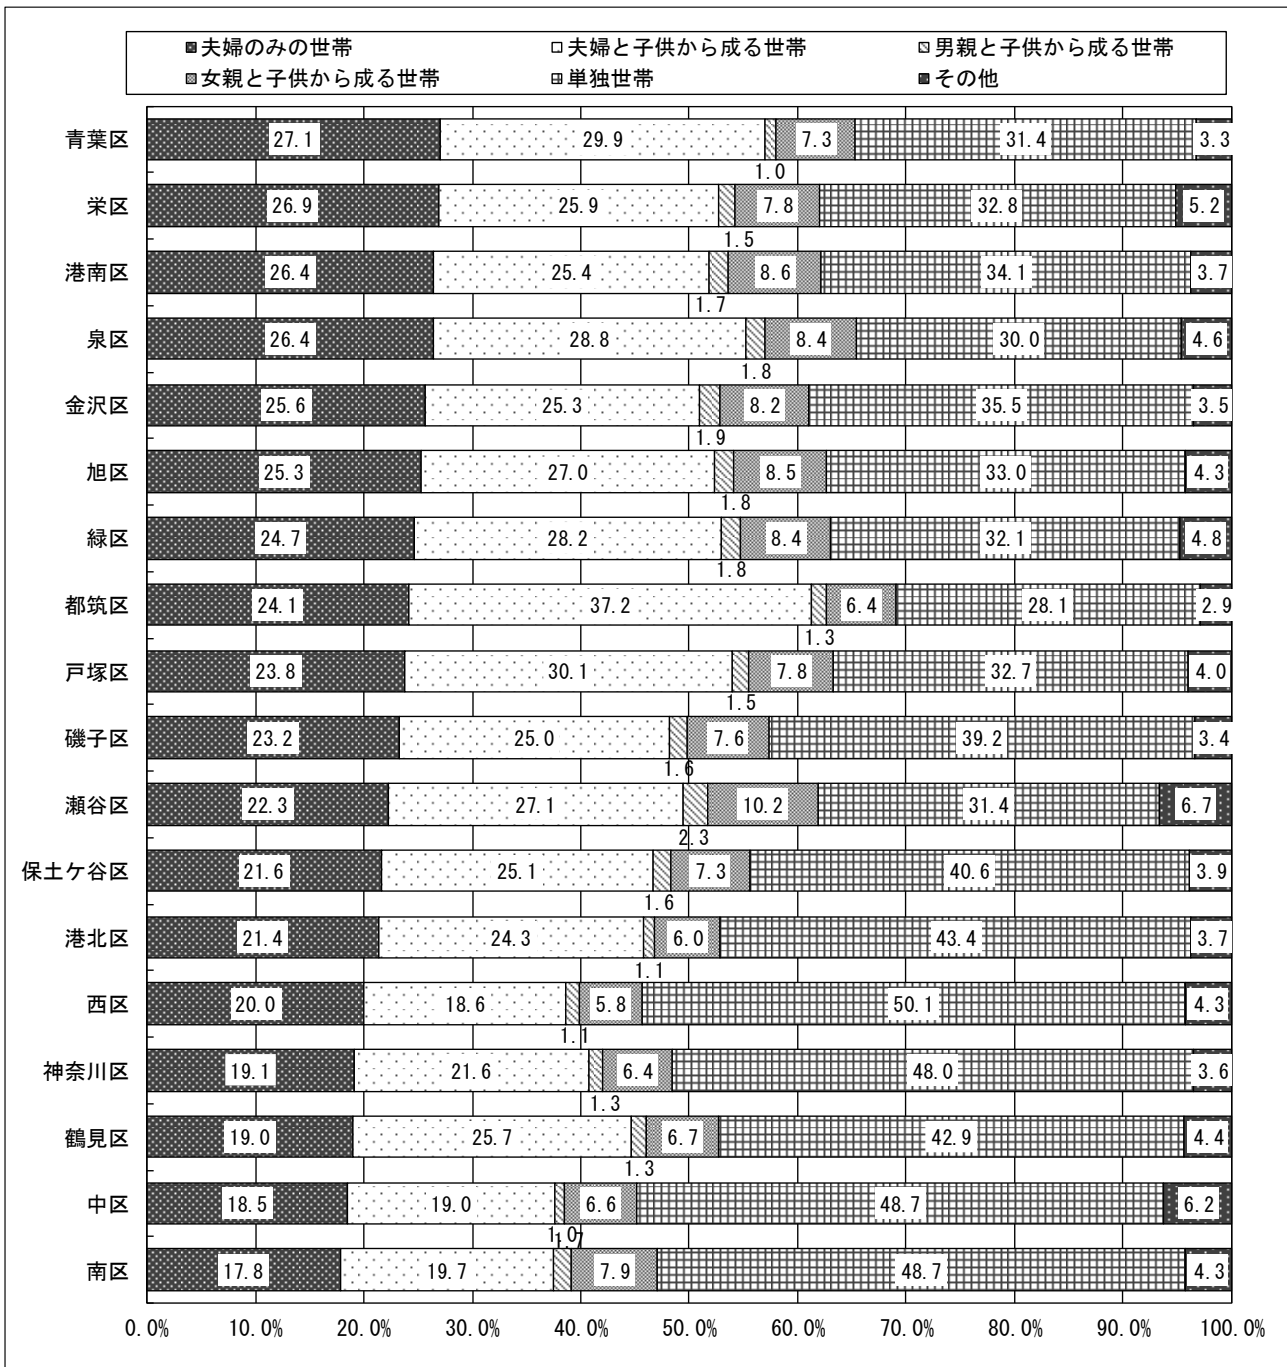 夫婦のみの世帯 夫婦と子供から成る世帯 男親と子供から成る世帯
女親と子供から成る世帯 単独世帯 その他
青葉区 27.1 29.9 7.3 31.4 3.3
1.0
栄区 26.9 25.9 7.8 32.8 5.2
1.5
港南区 26.4 25.4 8.6 34.1 3.7
1.7
泉区 26.4 28.8 8.4 30.0 4.6
1.8
金沢区 25.6 25.3 8.2 35.5 3.5
1.9
旭区 25.3 27.0 8.5 33.0 4.3
1.8
緑区 24.7 28.2 8.4 32.1 4.8
1.8
都筑区 24.1 37.2 6.4 28.1 2.9
1.3
戸塚区 23.8 30.1 7.8 32.7 4.0
1.5
磯子区 23.2 25.0 7.6 39.2 3.4
1.6
瀬谷区 22.3 27.1 10.2 31.4 6.7
2.3
保土ケ谷区 21.6 25.1 7.3 40.6 3.9
1.6
港北区 21.4 24.3 6.0 43.4 3.7
1.1
西区 20.0 18.6 5.8 50.1 4.3
1.1
神奈川区 19.1 21.6 6.4 48.0 3.6
1.3
鶴見区 19.0 25.7 6.7 42.9 4.4
1.3
中区 18.5 19.0 6.6 48.7 6.2
1.0
1.7
南区 17.8 19.7 7.9 48.7 4.3
0.0% 10.0% 20.0% 30.0% 40.0% 50.0% 60.0% 70.0% 80.0% 90.0% 100.0%